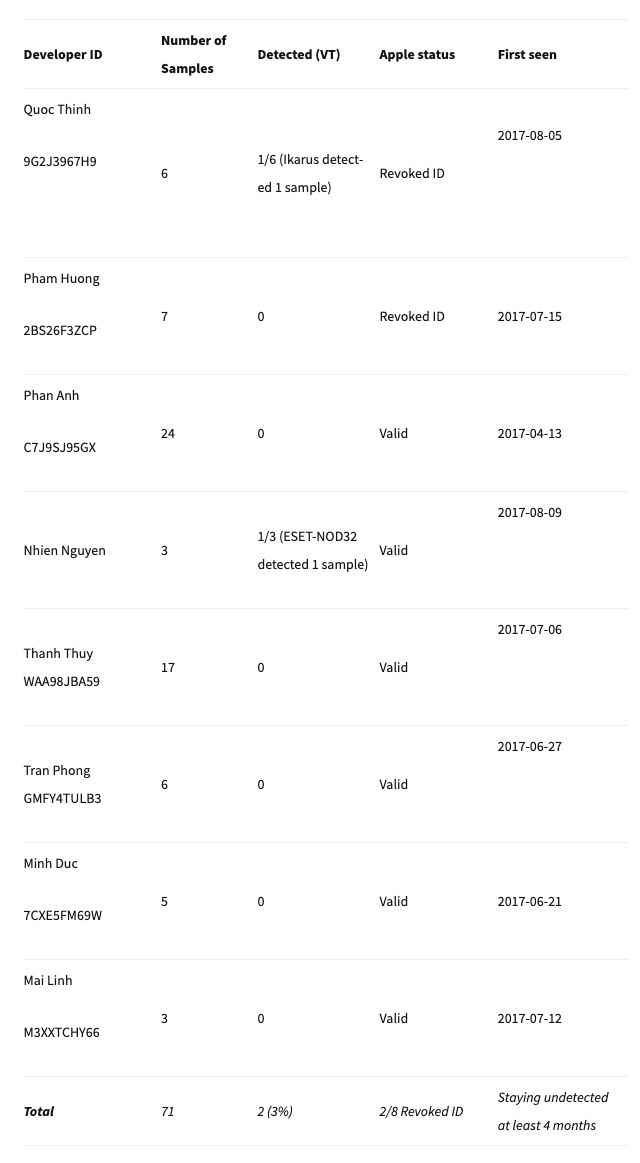 Developer ID
Number of
Samples
Detected (VT)
Apple status
First seen
Quoc Thinh
9G2J3967H9
6
1/6 (Ikarus detect-
ed 1 sample)
Revoked ID
2017-08-05
Pham Huong
2BS26F3ZCP
7
0
Revoked ID
2017-07-15
Phan Anh
C7J9SJ95GX
24
0
Valid
2017-04-13
Nhien Nguyen
3
1/3 (ESET-NOD32
detected 1 sample)
Valid
2017-08-09
Thanh Thuy
WAA98JBA59
17
0
Valid
2017-07-06
Tran Phong
GMFY4TULB3
6
0
Valid
2017-06-27
Minh Duc
7CXE5FM69W
5
0
Valid
2017-06-21
Mai Linh
M3XXTCHY66
3
0
Valid
2017-07-12
Total
71
2 (3%)
2/8 Revoked ID
Staying undetected
at least 4 months